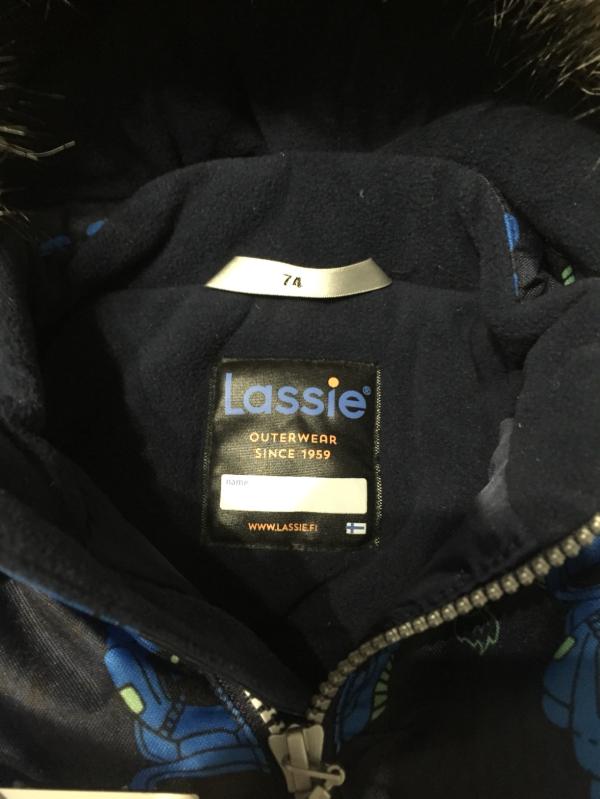 74
Lassie®
OUTERWEAR
SINCE 1959
name
WWW.LASSIE.FI